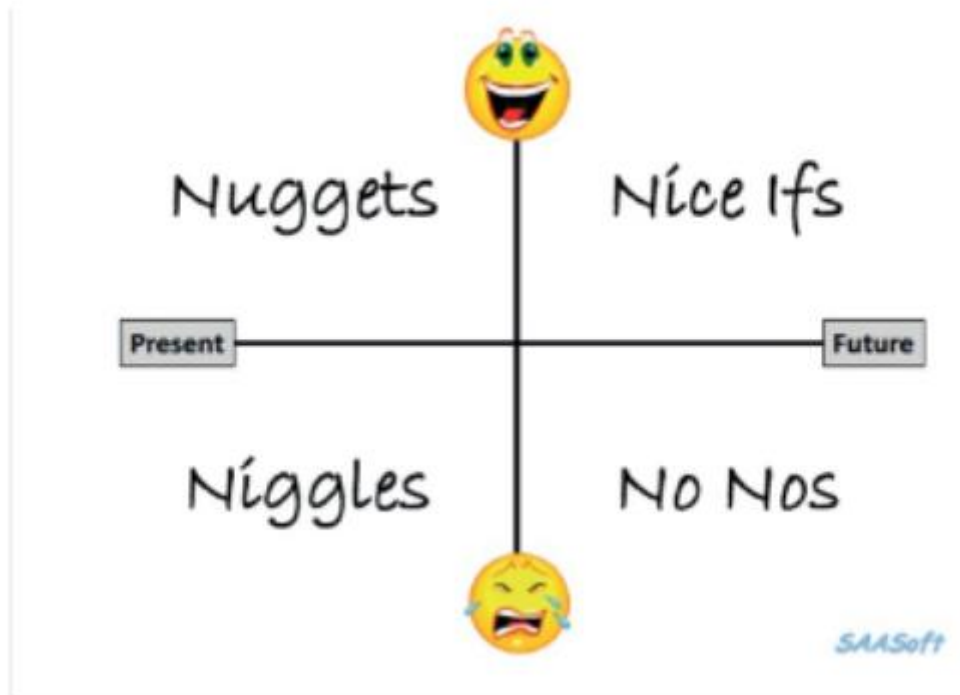 Nuggets Nice Ifs
Present Future
Niggles No Nos
SAASoft